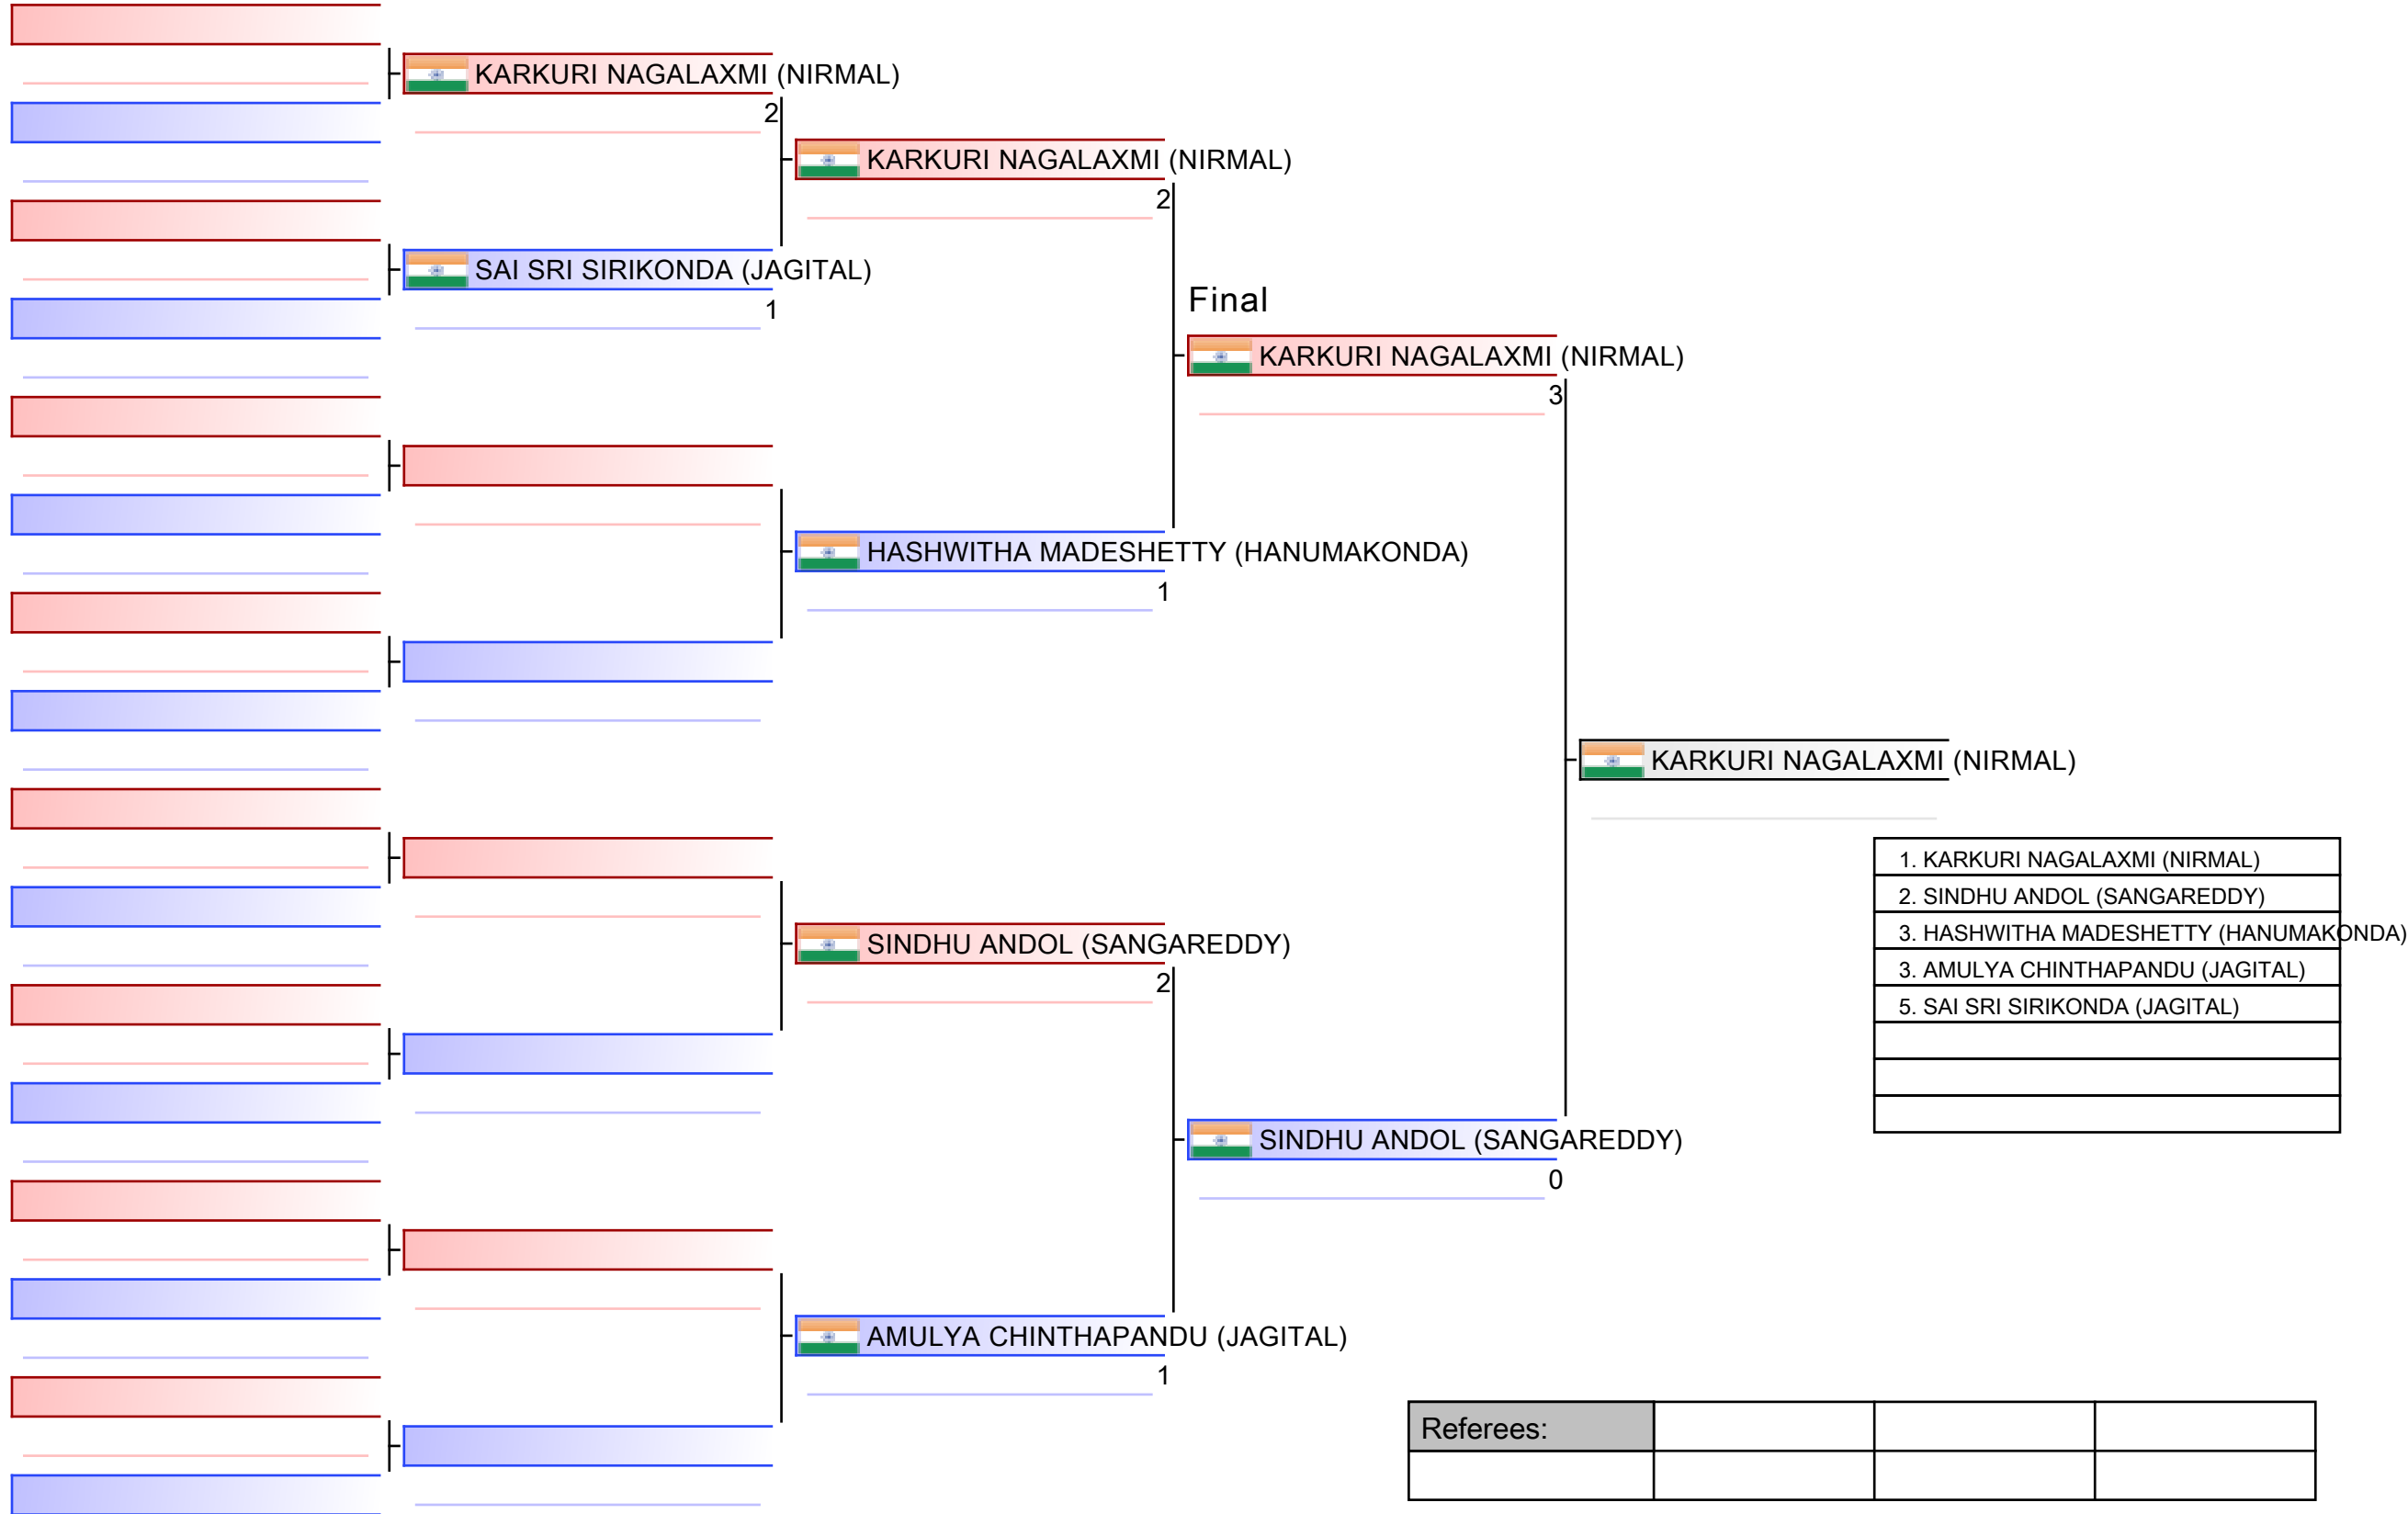 KARKURI NAGALAXMI (NIRMAL)
2
KARKURI NAGALAXMI (NIRMAL)
2
SAI SRI SIRIKONDA (JAGITAL)
1
Final
KARKURI NAGALAXMI (NIRMAL)
3
HASHWITHA MADESHETTY (HANUMAKONDA)
1
KARKURI NAGALAXMI (NIRMAL)
1. KARKURI NAGALAXMI (NIRMAL)
2. SINDHU ANDOL (SANGAREDDY)
3. HASHWITHA MADESHETTY (HANUMAKONDA)
3. AMULYA CHINTHAPANDU (JAGITAL)
5. SAI SRI SIRIKONDA (JAGITAL)
SINDHU ANDOL (SANGAREDDY)
2
SINDHU ANDOL (SANGAREDDY)
0
AMULYA CHINTHAPANDU (JAGITAL)
1
Referees: